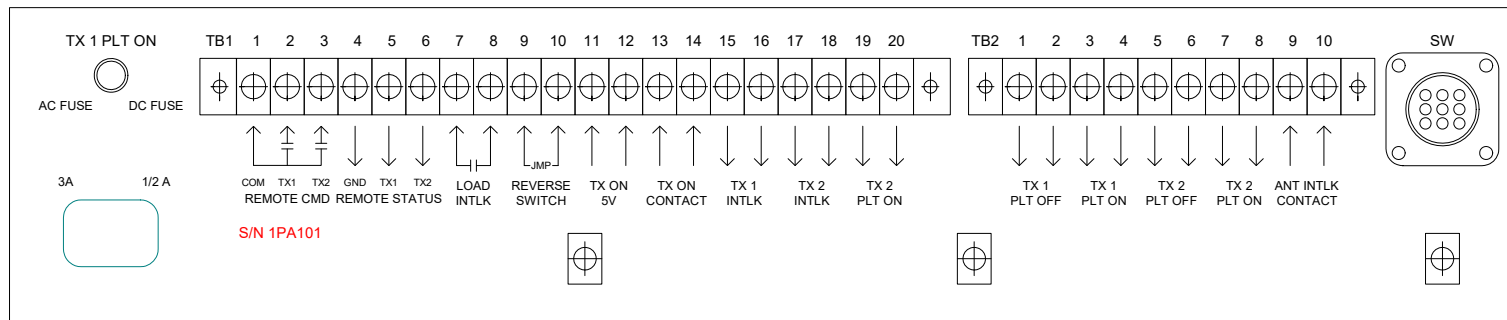 TX 1 PLT ON
TB1 1 2 3 4 5 6 7 8 9 10 11 12 13 14 15 16 17 18 19 20
TB2 1 2 3 4 5 6 7 8 9 10
SW
AC FUSE DC FUSE
JMP
3A 1/2 A
COM TX1 TX2 GND TX1 TX2
REMOTE CMD REMOTE STATUS
LOAD
INTLK
REVERSE
SWITCH
TX ON
5V
TX ON
CONTACT
TX 1
INTLK
TX 2
INTLK
TX 2
PLT ON
TX 1
PLT OFF
TX 1
PLT ON
TX 2
PLT OFF
TX 2
PLT ON
ANT INTLK
CONTACT
S/N 1PA101